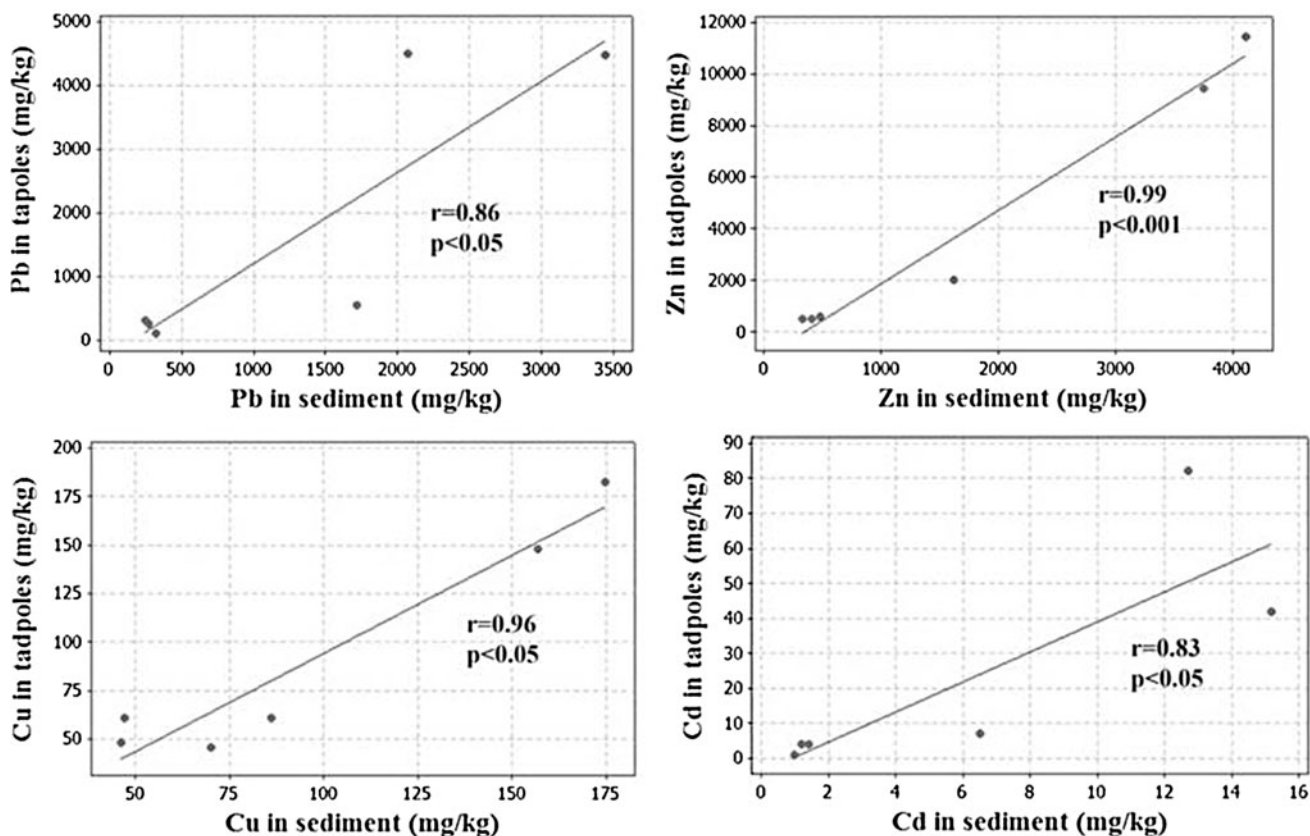 5000
4000
3000
2000
1000
0
Pb in tapoles (mg/kg)
r=0.86
p<0.05
0 500 1000 1500 2000 2500 3000 3500
Pb in sediment (mg/kg)
12000
10000
8000
6000
4000
2000
0
Zn in tadpoles (mg/kg)
r=0.99
p<0.001
0 1000 2000 3000 4000
Zn in sediment (mg/kg)
200
175
150
125
100
75
50
Cu in tadpoles (mg/kg)
r=0.96
p<0.05
50 75 100 125 150 175
Cu in sediment (mg/kg)
90
80
70
60
50
40
30
20
10
0
Cd in tadpoles (mg/kg)
r=0.83
p<0.05
0 2 4 6 8 10 12 14 16
Cd in sediment (mg/kg)